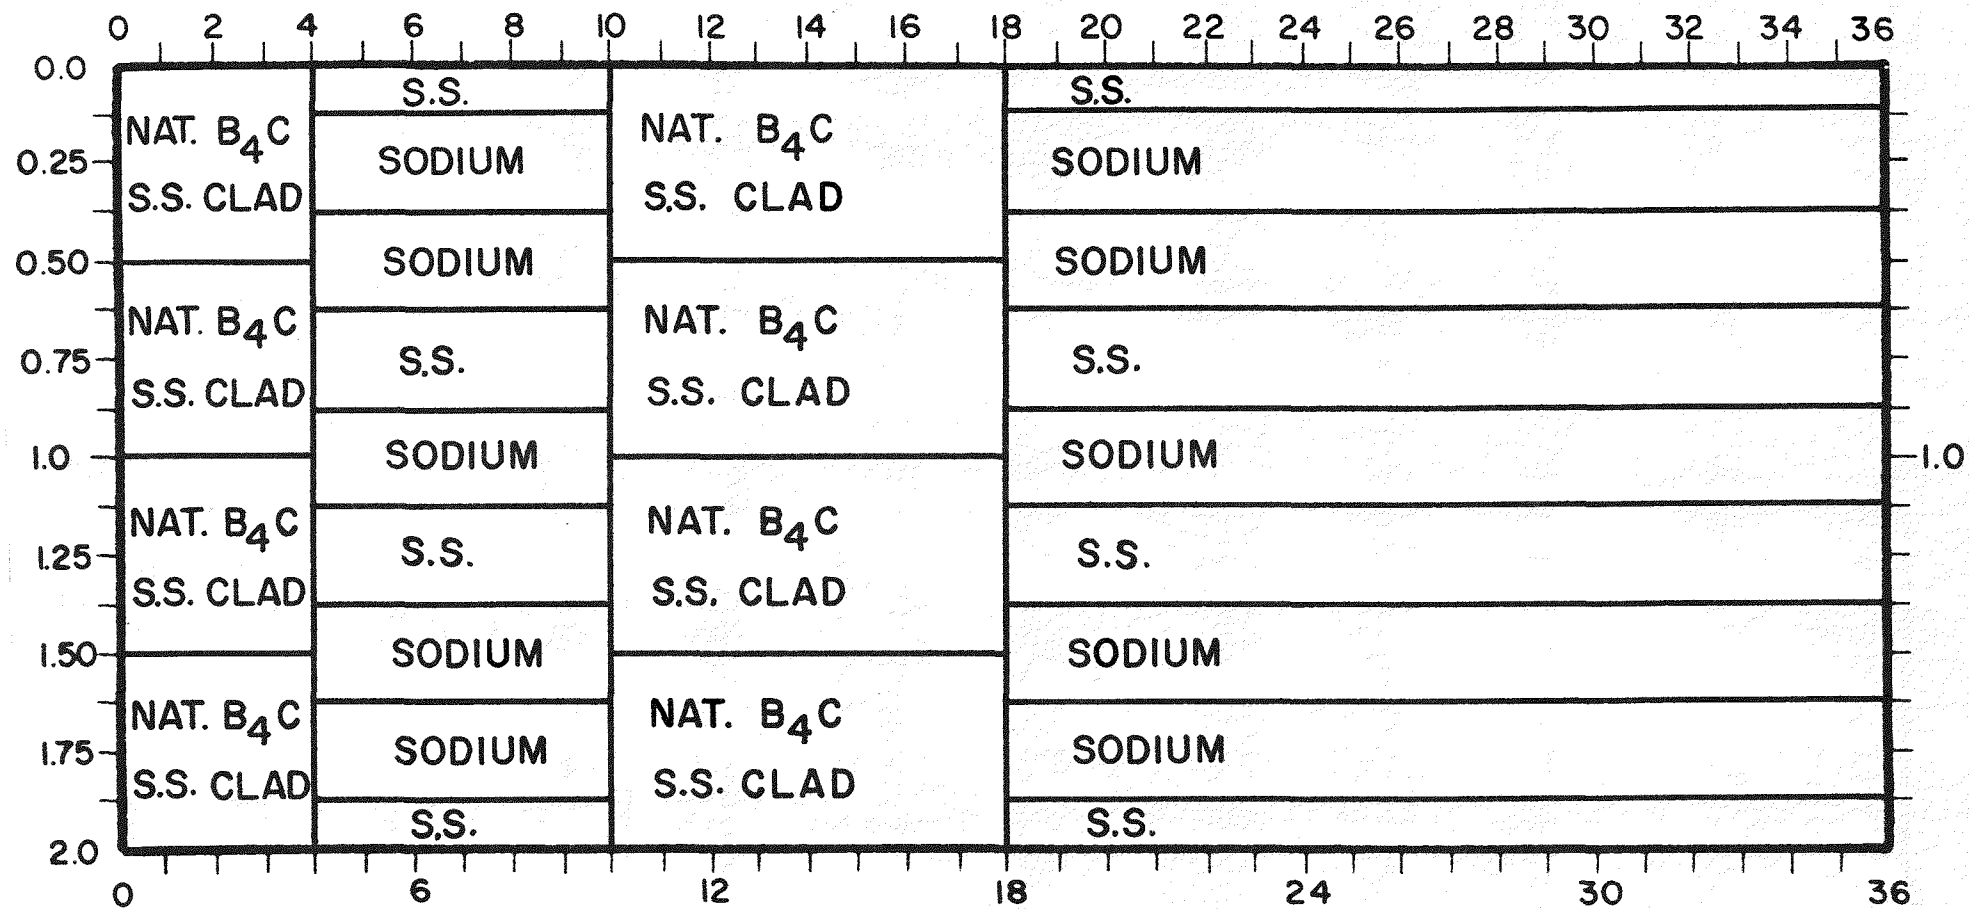 0 2 4 6 8 10 12 14 16 18 20 22 24 26 28 30 32 34 36
0.0 S.S. S.S.
NAT. B₄C NAT. B₄C
0.25 SODIUM SODIUM
S.S. CLAD S.S. CLAD
0.50 SODIUM SODIUM
NAT. B₄C NAT. B₄C
0.75 S.S. S.S.
S.S. CLAD S.S. CLAD
1.0 SODIUM SODIUM 1.0
NAT. B₄C NAT. B₄C
1.25 S.S. S.S.
S.S. CLAD S.S. CLAD
1.50 SODIUM SODIUM
NAT. B₄C NAT. B₄C
1.75 SODIUM SODIUM
S.S. CLAD S.S. CLAD
S.S. S.S.
2.0
0 6 12 18 24 30 36